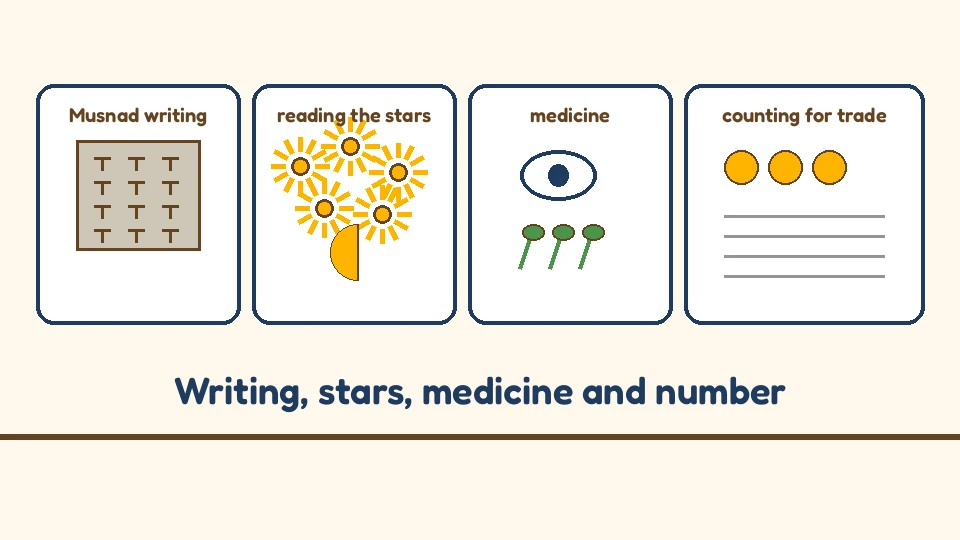 Musnad writing
reading the stars
medicine
counting for trade
T T T
T T T
T T T
T T T
Writing, stars, medicine and number